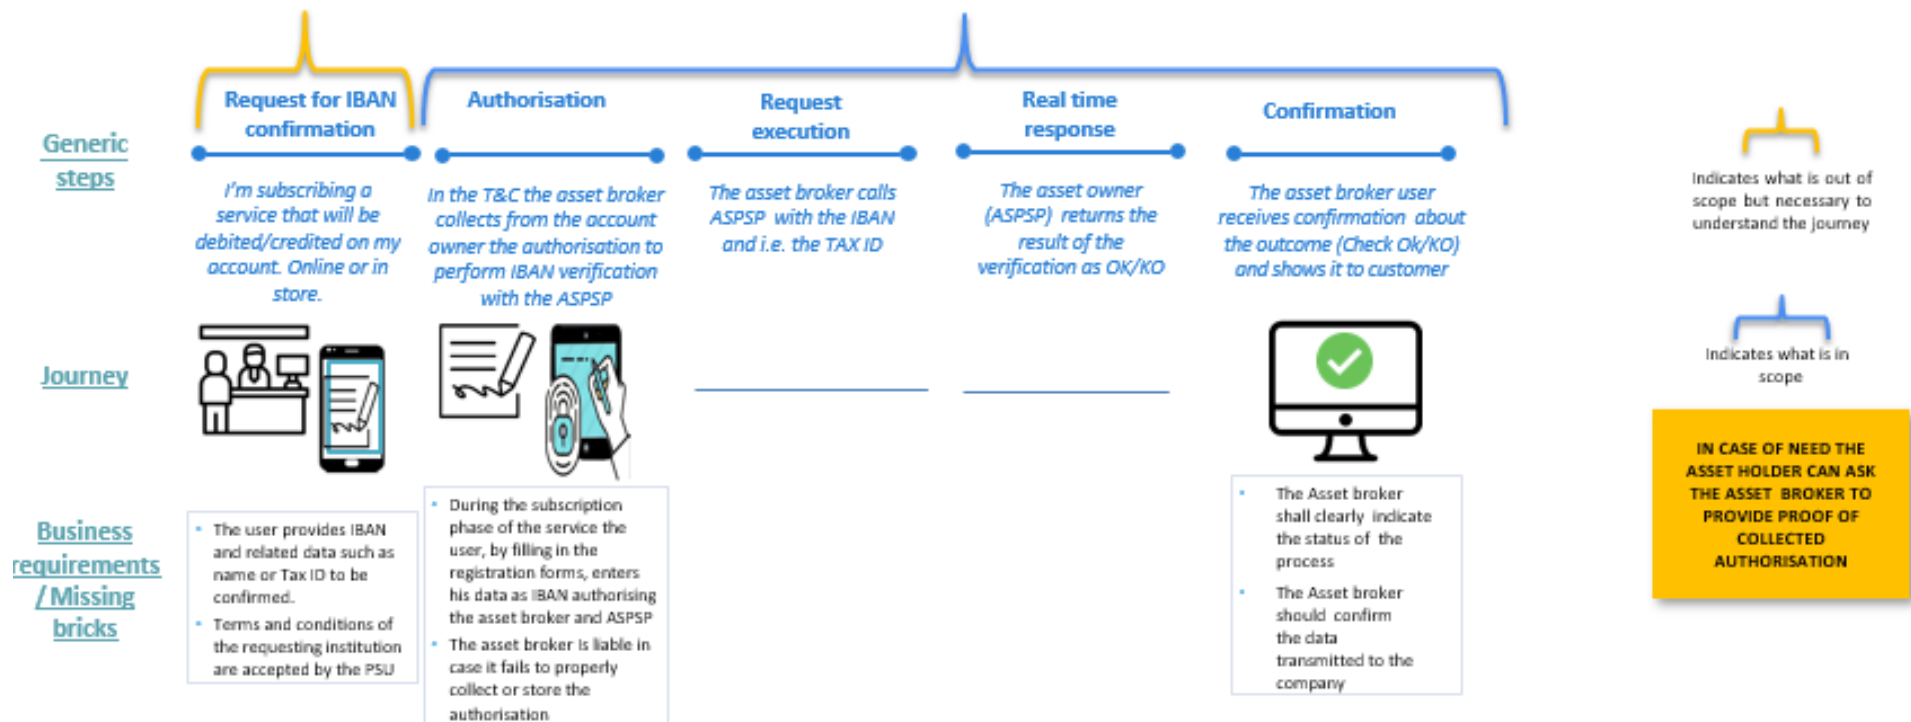 Generic
steps
Request for IBAN
confirmation
I'm subscribing a
service that will be
debited/credited on my
account. Online or in
store.
Authorisation
In the T&C the asset broker
collects from the account
owner the authorisation to
perform IBAN verification
with the ASPSP
Request
execution
The asset broker calls
ASPSP with the IBAN
and i.e. the TAX ID
Real time
response
The asset owner
(ASPSP) returns the
result of the
verification as OK/KO
Confirmation
The asset broker user
receives confirmation about
the outcome (Check Ok/KO)
and shows it to customer
Indicates what is out of
scope but necessary to
understand the journey
Journey
Indicates what is in
scope
IN CASE OF NEED THE
ASSET HOLDER CAN ASK
THE ASSET BROKER TO
PROVIDE PROOF OF
COLLECTED
AUTHORISATION
Business
requirements
/ Missing
bricks
• The user provides IBAN
and related data such as
name or Tax ID to be
confirmed.
• Terms and conditions of
the requesting institution
are accepted by the PSU
• During the subscription
phase of the service the
user, by filling in the
registration forms, enters
his data as IBAN authorising
the asset broker and ASPSP
• The asset broker is liable in
case it fails to properly
collect or store the
authorisation
• The Asset broker
shall clearly indicate
the status of the
process
• The Asset broker
should confirm
the data
transmitted to the
company